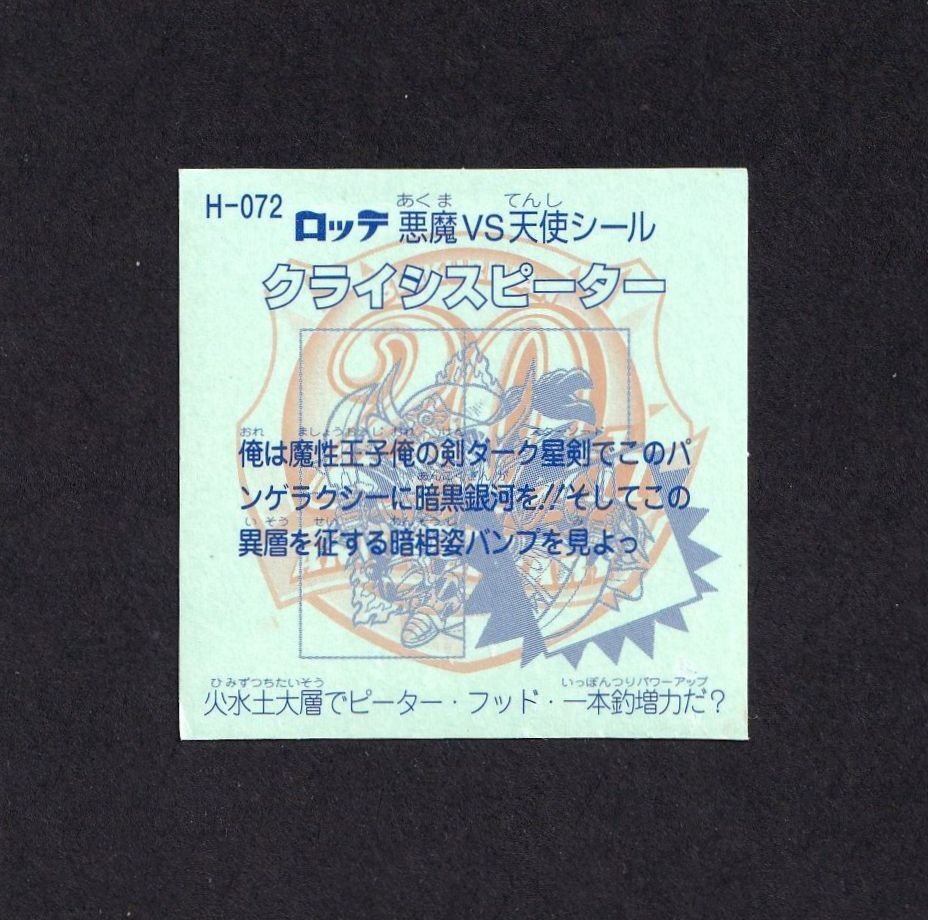 H-072 ロッテ 悪魔VS天使シール
クライシスピーター
俺は魔性王子俺の剣ダーク星剣でこのパ
ンゲラクシーに暗黒銀河を!!そしてこの
異層を征する暗相姿バンプを見よっ
火水土大層でピーター・フッド・一本釣増力だ?